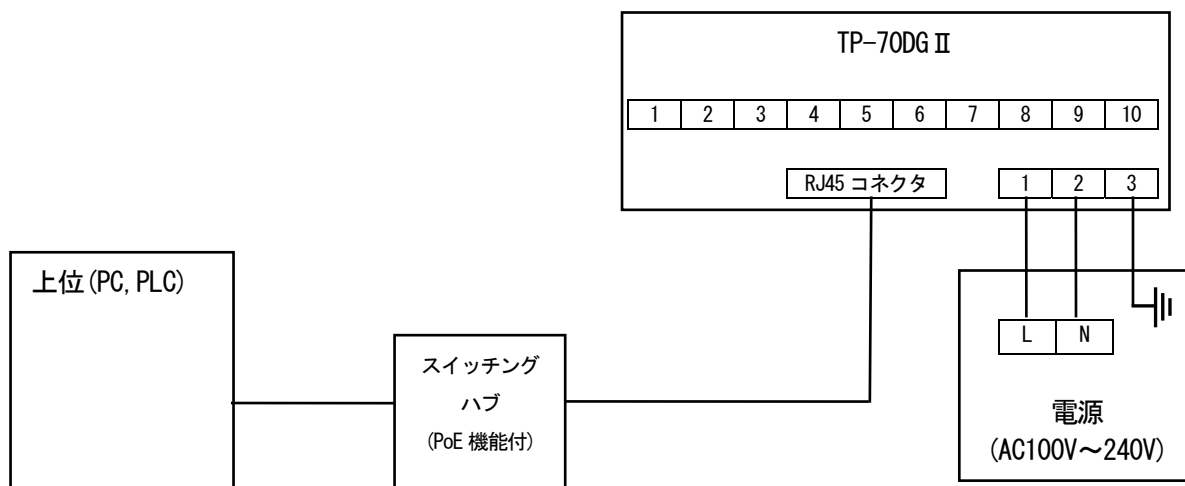 TP-70DGⅡ
1 2 3 4 5 6 7 8 9 10
RJ45 コネクタ 1 2 3
上位(PC, PLC)
スイッチング
ハブ
(PoE 機能付)
L N
電源
(AC100V～240V)